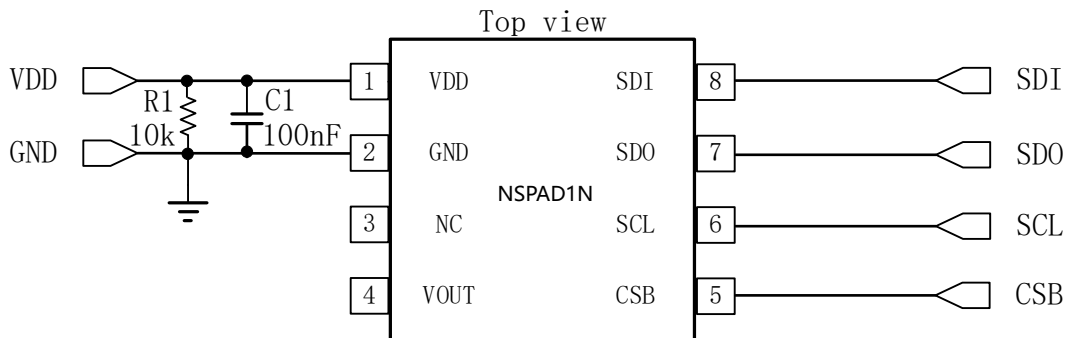 Top view
VDD 1 VDD SDI 8 SDI
R1 C1
10k 100nF
GND 2 GND SDO 7 SDO
NSPAD1N
3 NC SCL 6 SCL
4 VOUT CSB 5 CSB